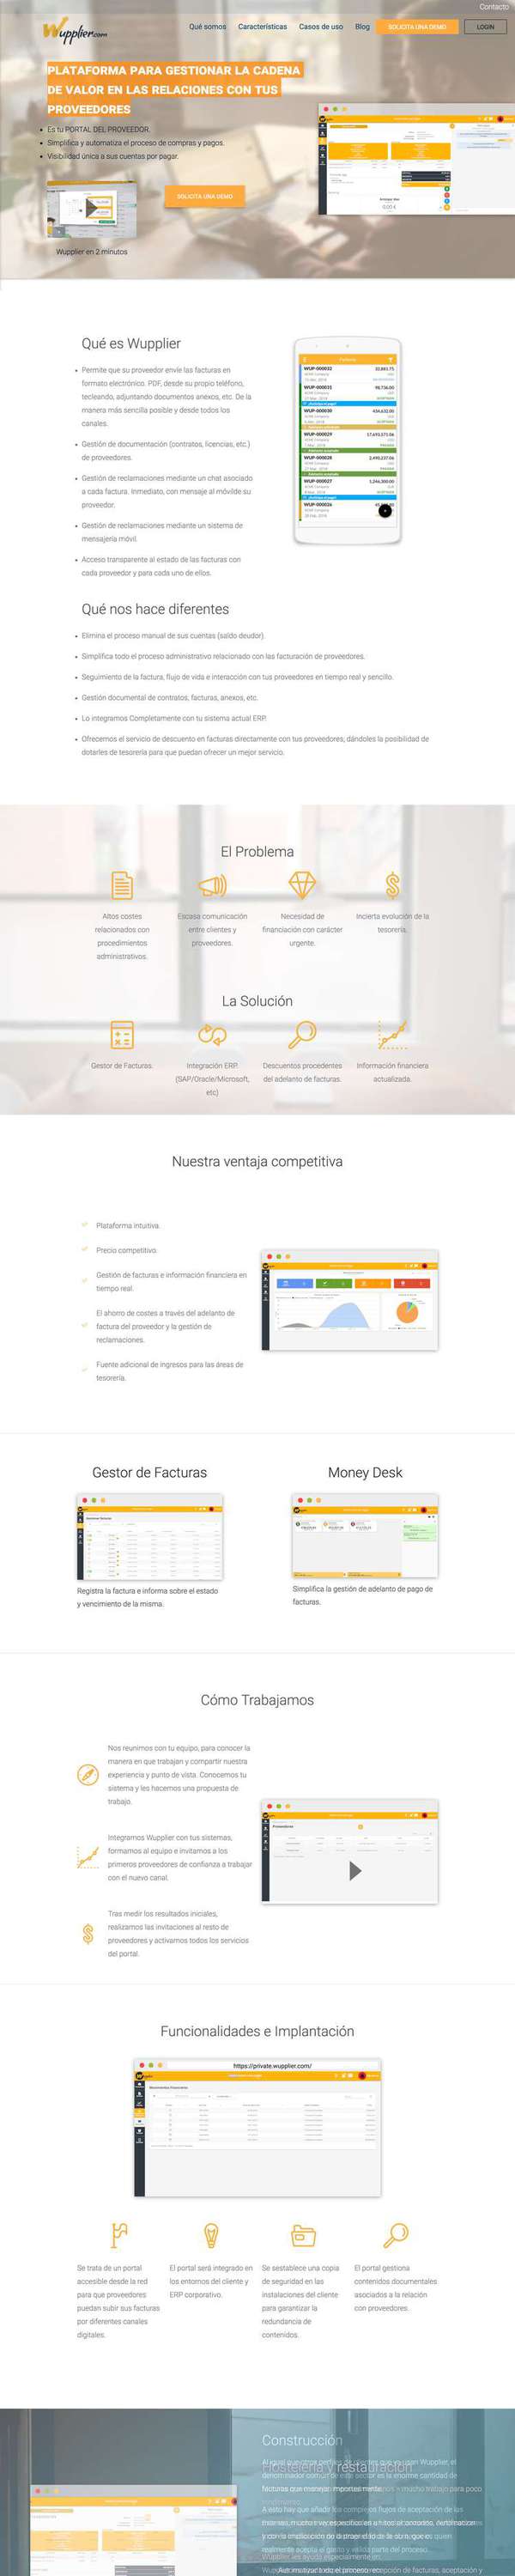 Contacto
Wupplier.com
Qué somos Características Casos de uso Blog SOLICITA UNA DEMO LOGIN
PLATAFORMA PARA GESTIONAR LA CADENA
DE VALOR EN LAS RELACIONES CON TUS
PROVEEDORES
Es tu PORTAL DEL PROVEEDOR.
Simplifica y automatiza el proceso de compras y pagos.
Visibilidad única a sus cuentas por pagar.
SOLICITA UNA DEMO
Wupplier en 2 minutos
Qué es Wupplier
Permite que su proveedor envíe las facturas en
formato electrónico. PDF, desde su propio teléfono,
tecleando, adjuntando documentos anexos, etc. De la
manera más sencilla posible y desde todos los
canales.
Gestión de documentación (contratos, licencias, etc.)
de proveedores.
Gestión de reclamaciones mediante un chat asociado
a cada factura. Inmediato, con mensaje al móvilde su
proveedor.
Gestión de reclamaciones mediante un sistema de
mensajería móvil.
Acceso transparente al estado de las facturas con
cada proveedor y para cada uno de ellos.
WUP-000032
WUP-000031
WUP-000030
WUP-000029
WUP-000028
WUP-000027
WUP-000026
Qué nos hace diferentes
Elimina el proceso manual de sus cuentas (saldo deudor).
Simplifica todo el proceso administrativo relacionado con las facturación de proveedores.
Seguimiento de la factura, flujo de vida e interacción con tus proveedores en tiempo real y sencillo.
Gestión documental de contratos, facturas, anexos, etc.
Lo integramos Completamente con tu sistema actual ERP.
Ofrecemos el servicio de descuento en facturas directamente con tus proveedores, dándoles la posibilidad de
dotarles de tesorería para que puedan ofrecer un mejor servicio.
El Problema
Altos costes
relacionados con
procedimientos
administrativos.
Escasa comunicación
entre clientes y
proveedores.
Necesidad de
financiación con carácter
urgente.
Incierta evolución de la
tesorería.
La Solución
Gestor de Facturas.
Integración ERP.
(SAP/Oracle/Microsoft,
etc)
Descuentos procedentes
del adelanto de facturas.
Información financiera
actualizada.
Nuestra ventaja competitiva
Plataforma intuitiva.
Precio competitivo.
Gestión de facturas e información financiera en
tiempo real.
El ahorro de costes a través del adelanto de
factura del proveedor y la gestión de
reclamaciones.
Fuente adicional de ingresos para las áreas de
tesorería.
Gestor de Facturas
Registra la factura e informa sobre el estado
y vencimiento de la misma.
Money Desk
Simplifica la gestión de adelanto de pago de
facturas.
Cómo Trabajamos
Nos reunimos con tu equipo, para conocer la
manera en que trabajan y compartir nuestra
experiencia y punto de vista. Conocemos tu
sistema y les hacemos una propuesta de
trabajo.
Integramos Wupplier con tus sistemas,
formamos al equipo e invitamos a los
primeros proveedores de confianza a trabajar
con el nuevo canal.
Tras medir los resultados iniciales,
realizamos las invitaciones al resto de
proveedores y activamos todos los servicios
del portal.
Proveedores
Funcionalidades e Implantación
https://private.wupplier.com/
Se trata de un portal
accesible desde la red
para que proveedores
puedan subir sus facturas
por diferentes canales
digitales.
El portal será integrado en
los entornos del cliente y
ERP corporativo.
Se sestablece una copia
de seguridad en las
instalaciones del cliente
para garantizar la
redundancia de
contenidos.
El portal gestiona
contenidos documentales
asociados a la relación
con proveedores.
Construcción
Hostelería y restauración